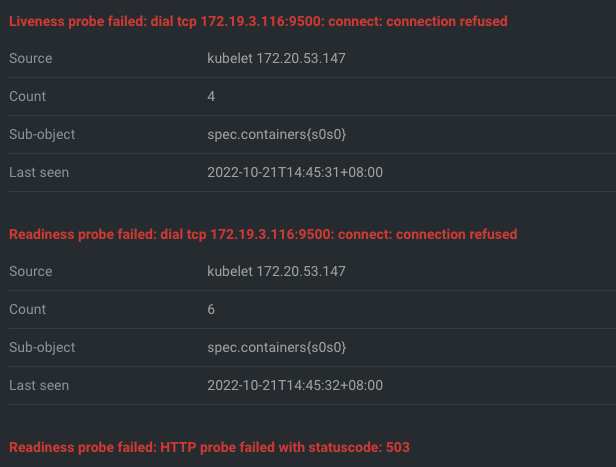 Liveness probe failed: dial tcp 172.19.3.116:9500: connect: connection refused
Source kubelet 172.20.53.147
Count 4
Sub-object spec.containers{s0s0}
Last seen 2022-10-21T14:45:31+08:00
Readiness probe failed: dial tcp 172.19.3.116:9500: connect: connection refused
Source kubelet 172.20.53.147
Count 6
Sub-object spec.containers{s0s0}
Last seen 2022-10-21T14:45:32+08:00
Readiness probe failed: HTTP probe failed with statuscode: 503